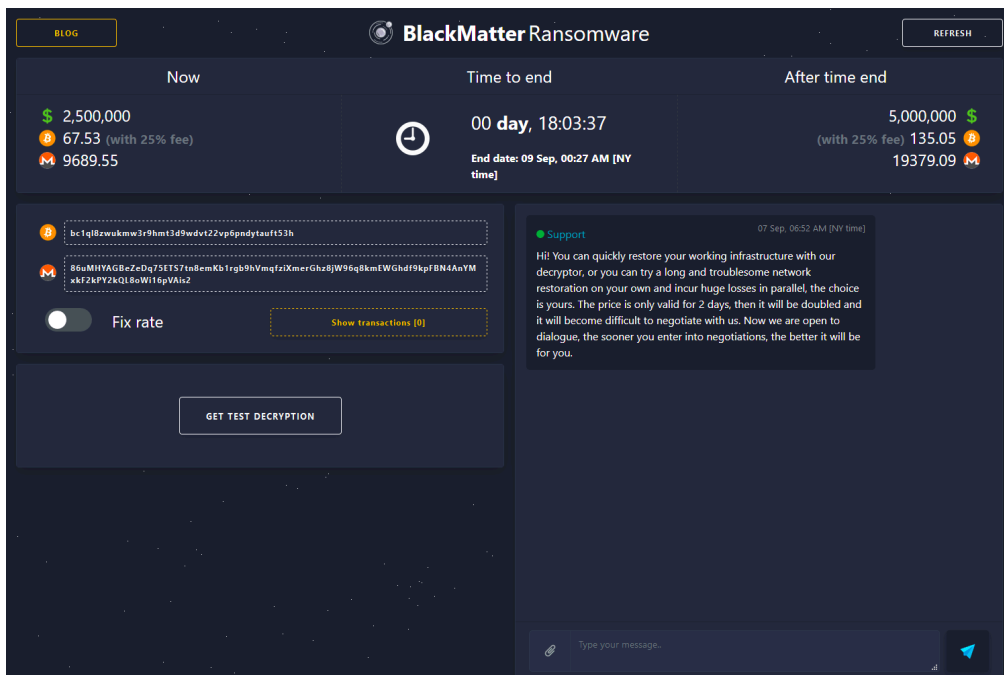 BLOG
BlackMatter Ransomware
REFRESH
Now
Time to end
After time end
$ 2,500,000
67.53 (with 25% fee)
9689.55
00 day, 18:03:37
End date: 09 Sep, 00:27 AM [NY
time]
5,000,000 $
(with 25% fee) 135.05
19379.09
bc1ql8zwukmw3r9hmt3d9wdvt22vp6pndytauft53h
86uMHYAGBeZeDq75ETS7tn8emKb1rgb9hVmqfziXmerGhz8jW96q8kmEWGhdf9kpFBN4AnYM
xkF2kPY2kQL8oWi16pVAis2
Fix rate
Show transactions [0]
GET TEST DECRYPTION
Support
07 Sep, 06:52 AM [NY time]
Hi! You can quickly restore your working infrastructure with our
decryptor, or you can try a long and troublesome network
restoration on your own and incur huge losses in parallel, the choice
is yours. The price is only valid for 2 days, then it will be doubled and
it will become difficult to negotiate with us. Now we are open to
dialogue, the sooner you enter into negotiations, the better it will be
for you.
Type your message..